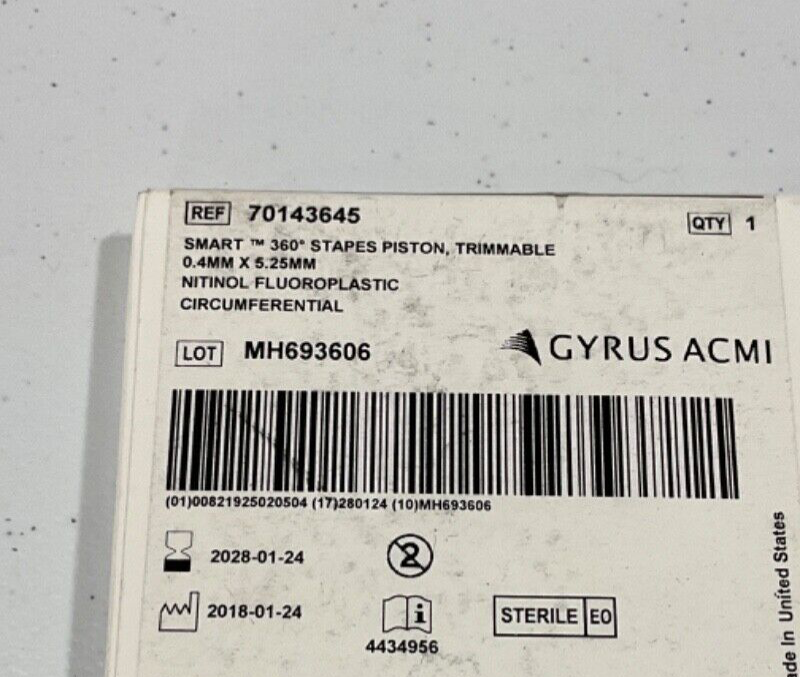 REF 70143645
QTY 1
SMART ™ 360° STAPES PISTON, TRIMMABLE
0.4MM X 5.25MM
NITINOL FLUOROPLASTIC
CIRCUMFERENTIAL
LOT MH693606
GYRUS ACMI
(01)00821925020504 (17)280124 (10)MH693606
2028-01-24
2
2018-01-24
i
4434956
STERILE EO
ade In United States